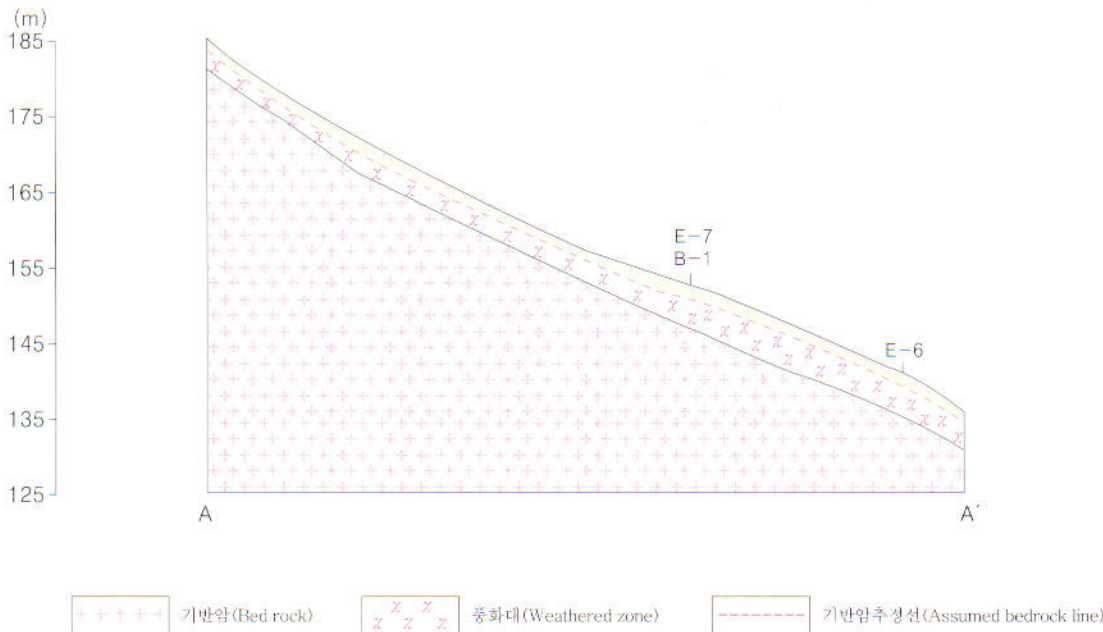 (m)
185
175
165
155
145
135
125
E-7
B-1
E-6
A
A´
기반암(Bed rock)
풍화대(Weathered zone)
기반암추정선(Assumed bedrock line)